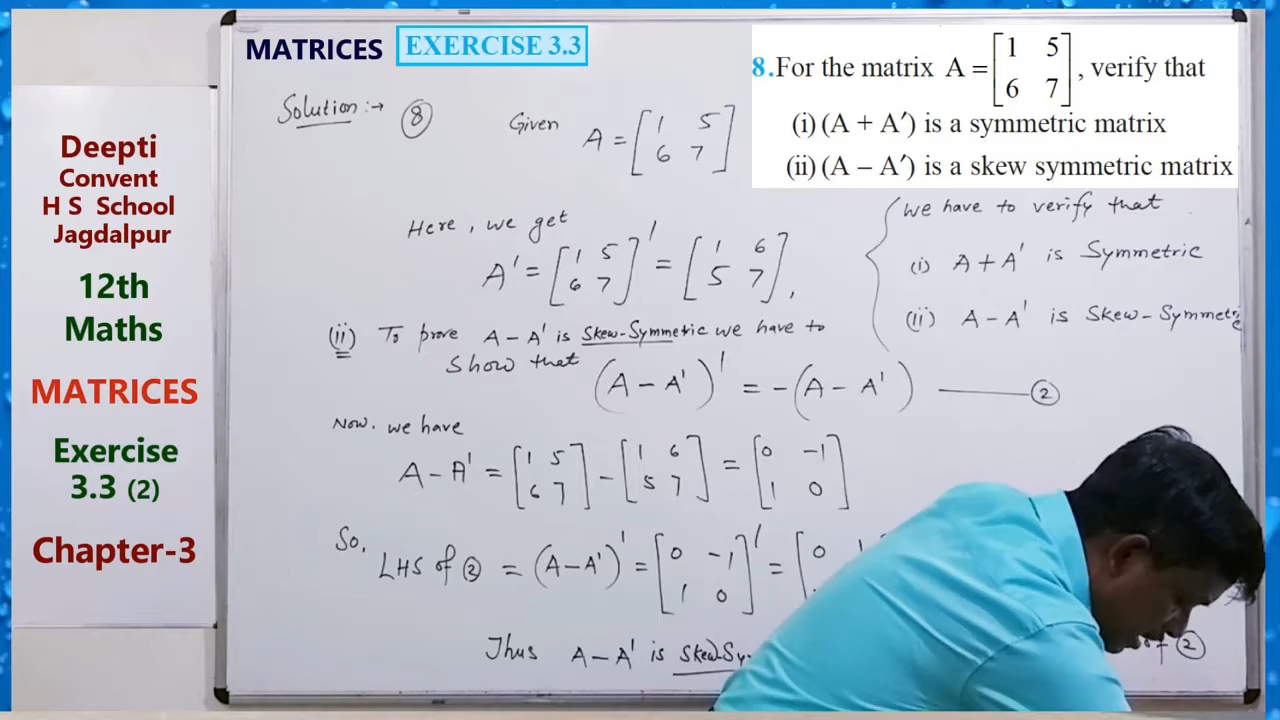 MATRICES EXERCISE 3.3
8. For the matrix A = [1 5; 6 7], verify that
(i) (A + A′) is a symmetric matrix
(ii) (A – A′) is a skew symmetric matrix
Deepti
Convent
H S School
Jagdalpur
12th
Maths
MATRICES
Exercise
3.3 (2)
Chapter-3
Solution :→ 8 Given A = [1 5; 6 7]
Here, we get
A' = [1 5; 6 7]' = [1 6; 5 7],
We have to verify that
(i) A + A' is Symmetric
(ii) A - A' is Skew-Symmetric
(ii) To prove A - A' is Skew-Symmetric we have to
show that (A - A')' = -(A - A') — 2
Now, we have
A - A' = [1 5; 6 7] - [1 6; 5 7] = [0 -1; 1 0]
So, LHS of 2 = (A-A')' = [0 -1; 1 0]' = [0 1
of 2
Thus A - A' is Skew-Sy